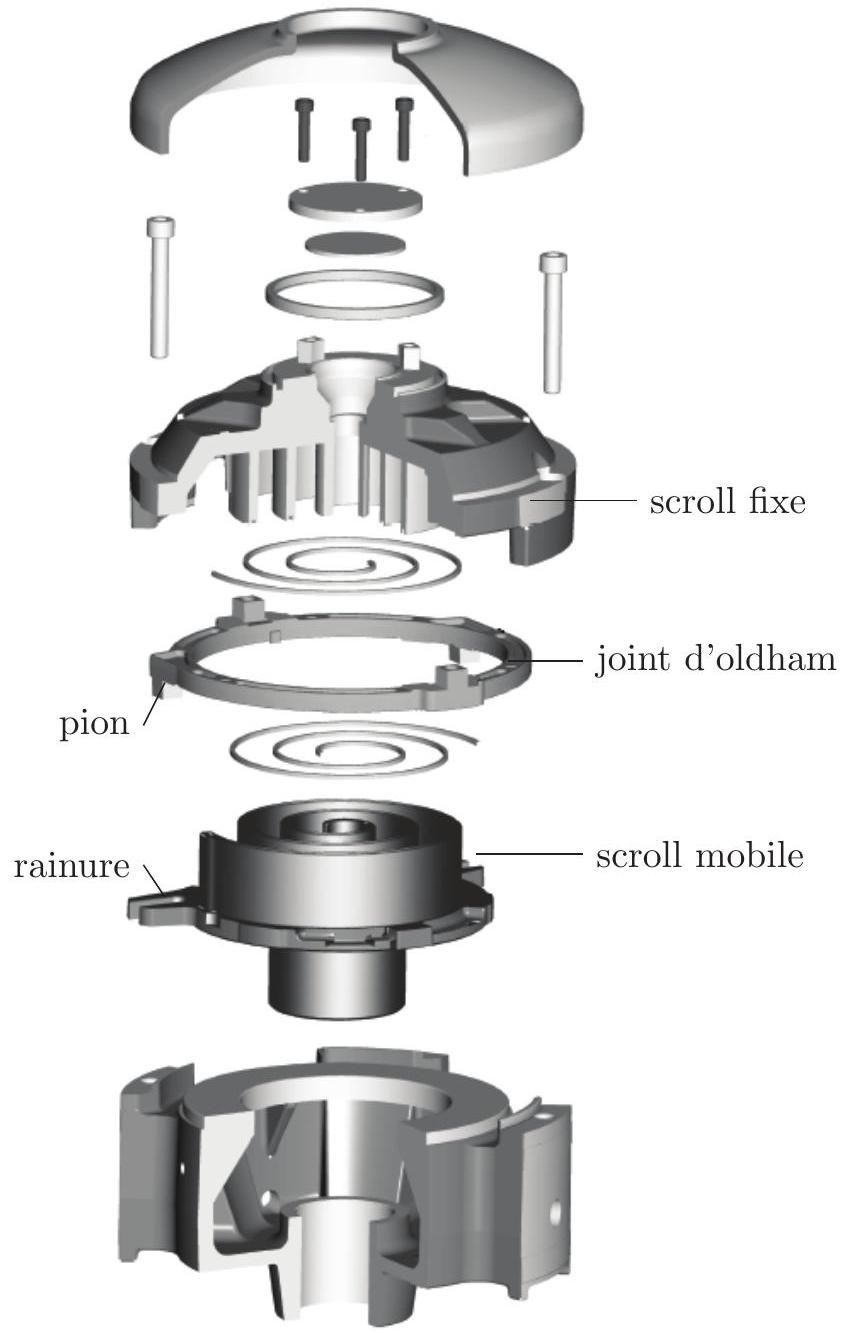 scroll fixe
joint d'oldham
pion
rainure
scroll mobile